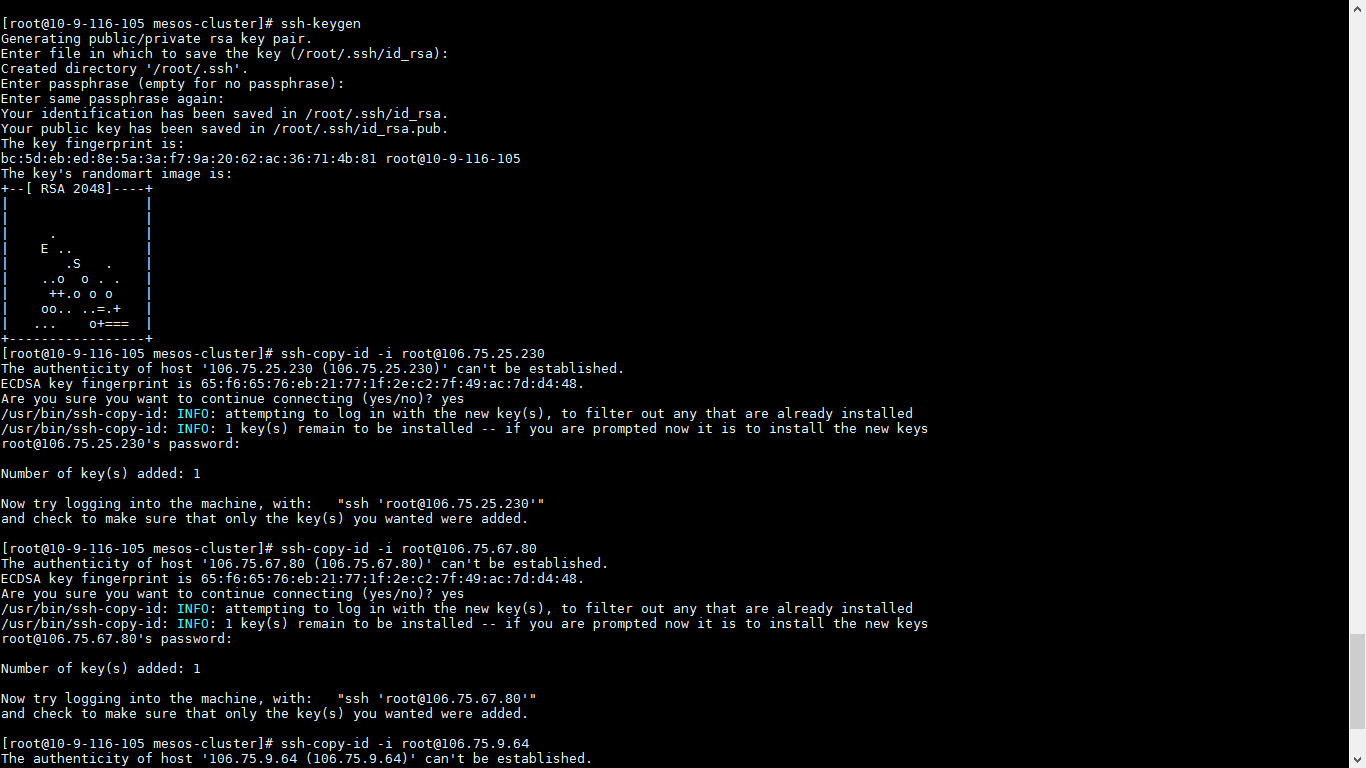 [root@10-9-116-105 mesos-cluster]# ssh-keygen
Generating public/private rsa key pair.
Enter file in which to save the key (/root/.ssh/id_rsa):
Created directory '/root/.ssh'.
Enter passphrase (empty for no passphrase):
Enter same passphrase again:
Your identification has been saved in /root/.ssh/id_rsa.
Your public key has been saved in /root/.ssh/id_rsa.pub.
The key fingerprint is:
bc:5d:eb:ed:8e:5a:3a:f7:9a:20:62:ac:36:71:4b:81 root@10-9-116-105
The key's randomart image is:
+--[ RSA 2048]----+
|                 |
|                 |
|     .           |
|    E ..         |
|       .S   .    |
|    ..o  o . .   |
|     ++.o o o    |
|    oo.. ..=.+   |
|   ...    o+===  |
+-----------------+
[root@10-9-116-105 mesos-cluster]# ssh-copy-id -i root@106.75.25.230
The authenticity of host '106.75.25.230 (106.75.25.230)' can't be established.
ECDSA key fingerprint is 65:f6:65:76:eb:21:77:1f:2e:c2:7f:49:ac:7d:d4:48.
Are you sure you want to continue connecting (yes/no)? yes
/usr/bin/ssh-copy-id: INFO: attempting to log in with the new key(s), to filter out any that are already installed
/usr/bin/ssh-copy-id: INFO: 1 key(s) remain to be installed -- if you are prompted now it is to install the new keys
root@106.75.25.230's password:

Number of key(s) added: 1

Now try logging into the machine, with:   "ssh 'root@106.75.25.230'"
and check to make sure that only the key(s) you wanted were added.

[root@10-9-116-105 mesos-cluster]# ssh-copy-id -i root@106.75.67.80
The authenticity of host '106.75.67.80 (106.75.67.80)' can't be established.
ECDSA key fingerprint is 65:f6:65:76:eb:21:77:1f:2e:c2:7f:49:ac:7d:d4:48.
Are you sure you want to continue connecting (yes/no)? yes
/usr/bin/ssh-copy-id: INFO: attempting to log in with the new key(s), to filter out any that are already installed
/usr/bin/ssh-copy-id: INFO: 1 key(s) remain to be installed -- if you are prompted now it is to install the new keys
root@106.75.67.80's password:

Number of key(s) added: 1

Now try logging into the machine, with:   "ssh 'root@106.75.67.80'"
and check to make sure that only the key(s) you wanted were added.

[root@10-9-116-105 mesos-cluster]# ssh-copy-id -i root@106.75.9.64
The authenticity of host '106.75.9.64 (106.75.9.64)' can't be established.